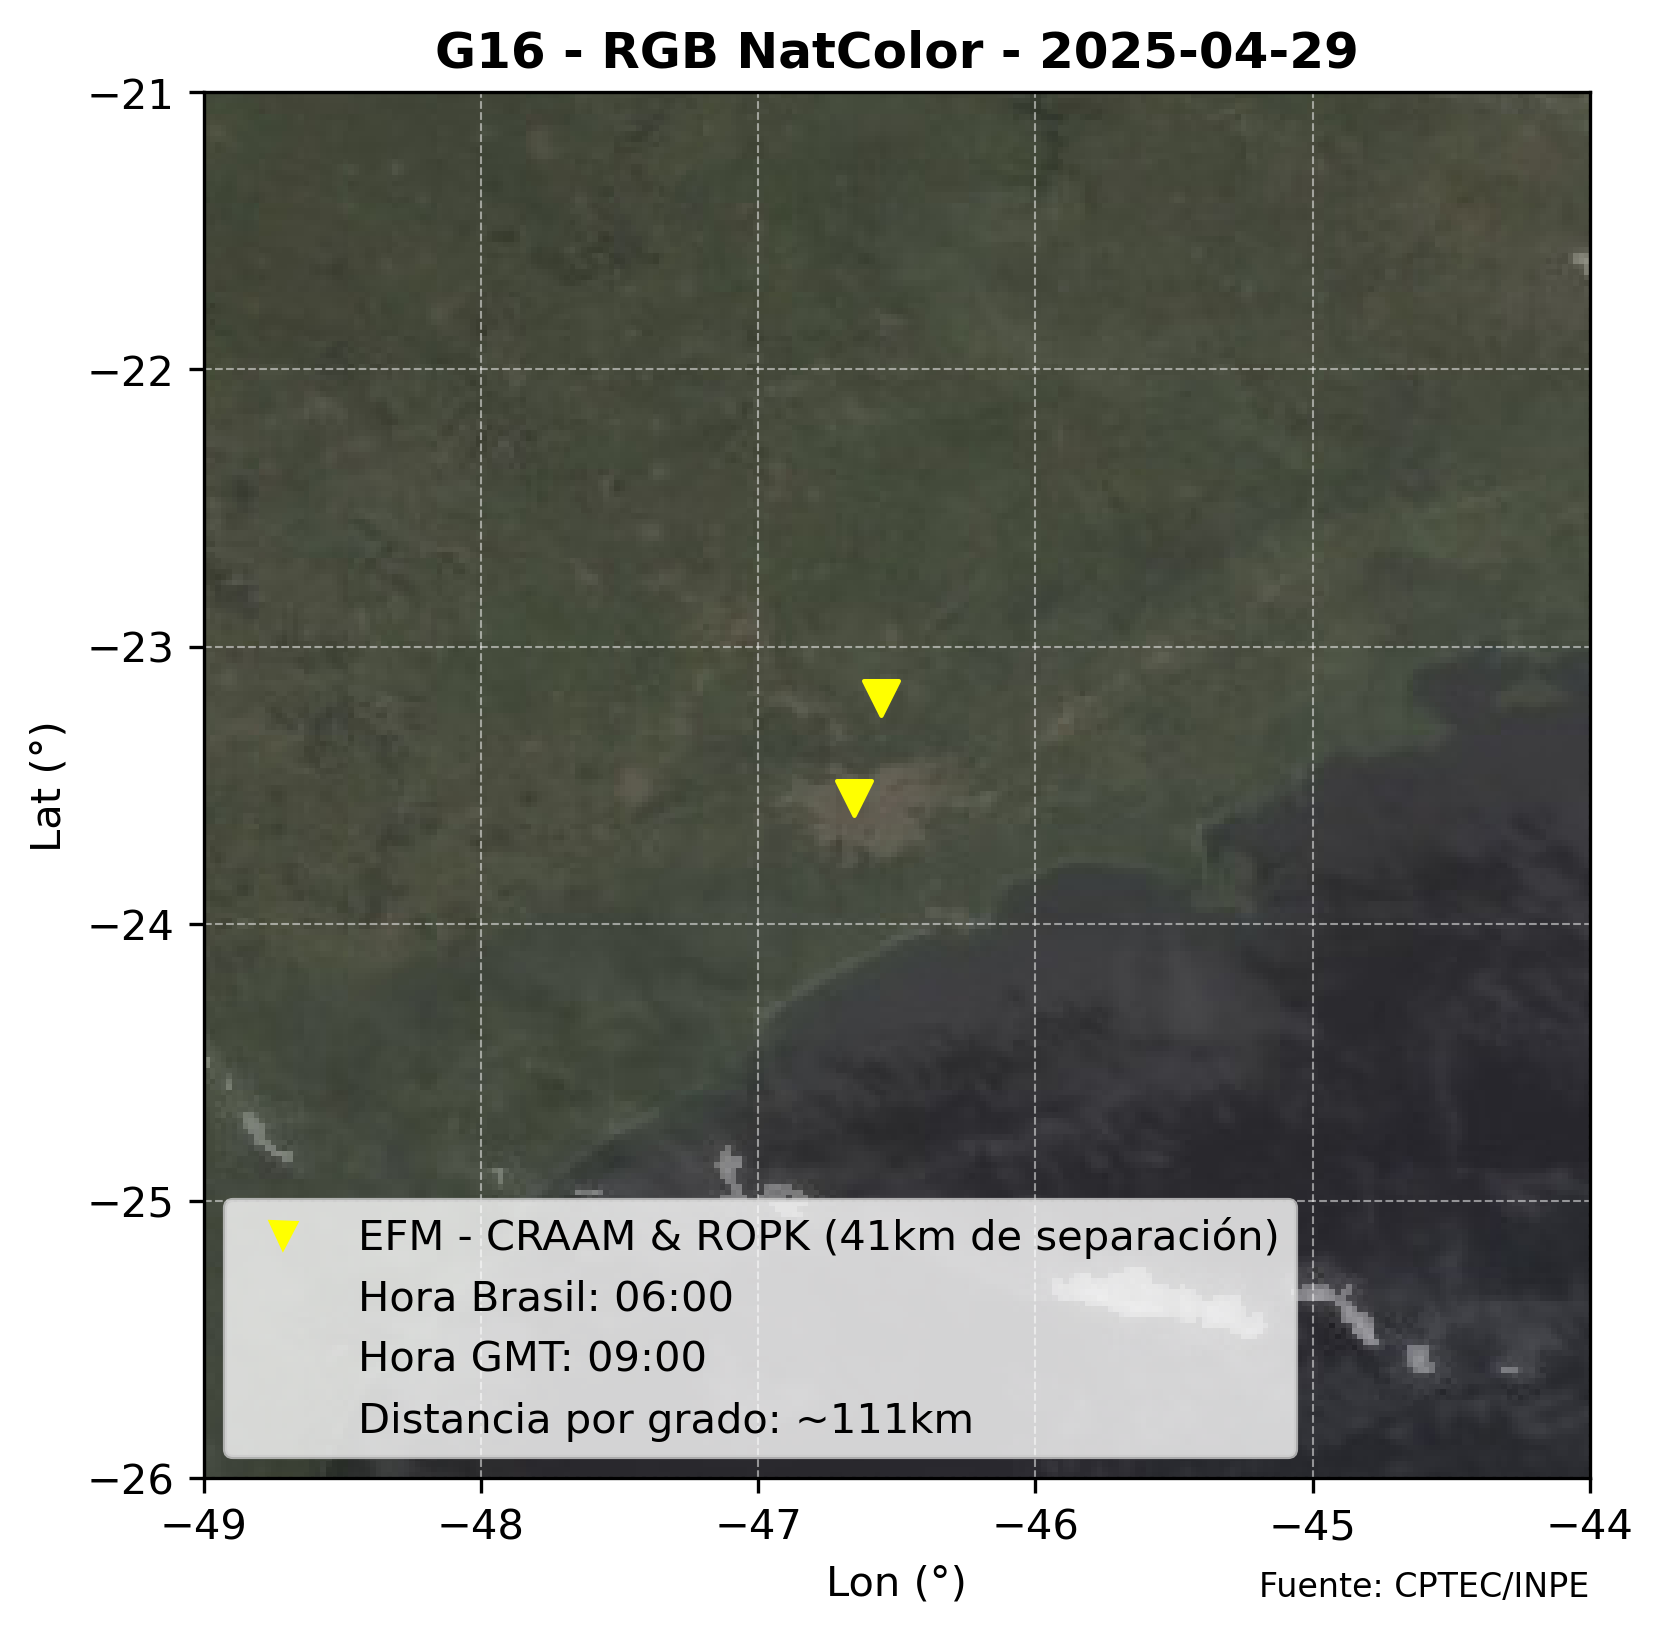 G16 - RGB NatColor - 2025-04-29
−21
−22
−23
−24
−25
−26
Lat (°)
EFM - CRAAM & ROPK (41km de separación)
Hora Brasil: 06:00
Hora GMT: 09:00
Distancia por grado: ~111km
−49 −48 −47 −46 −45 −44
Lon (°)
Fuente: CPTEC/INPE